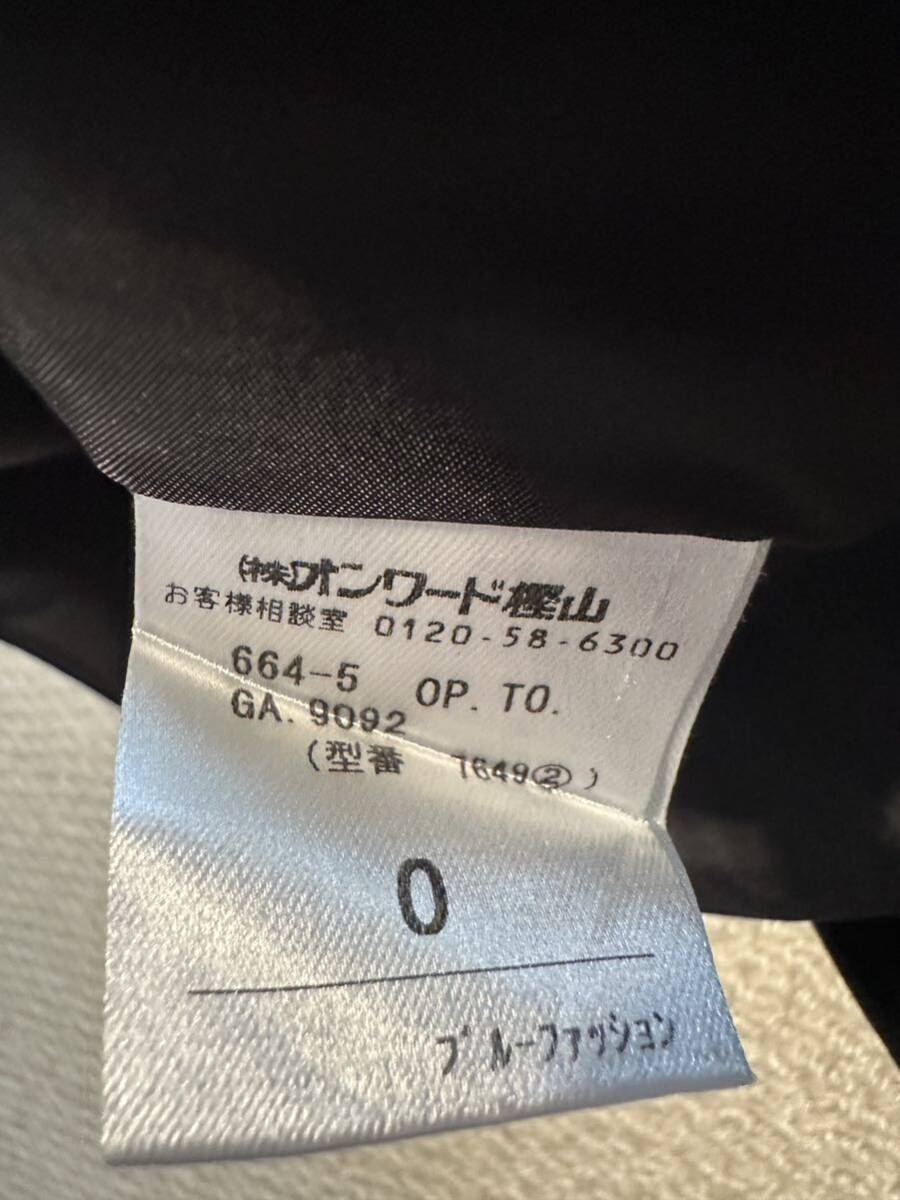 (株)オンワード樫山
お客様相談室 0120-58-6300
664-5 OP. TO.
GA. 9092
(型番 7649②)
0
ブルーファッション